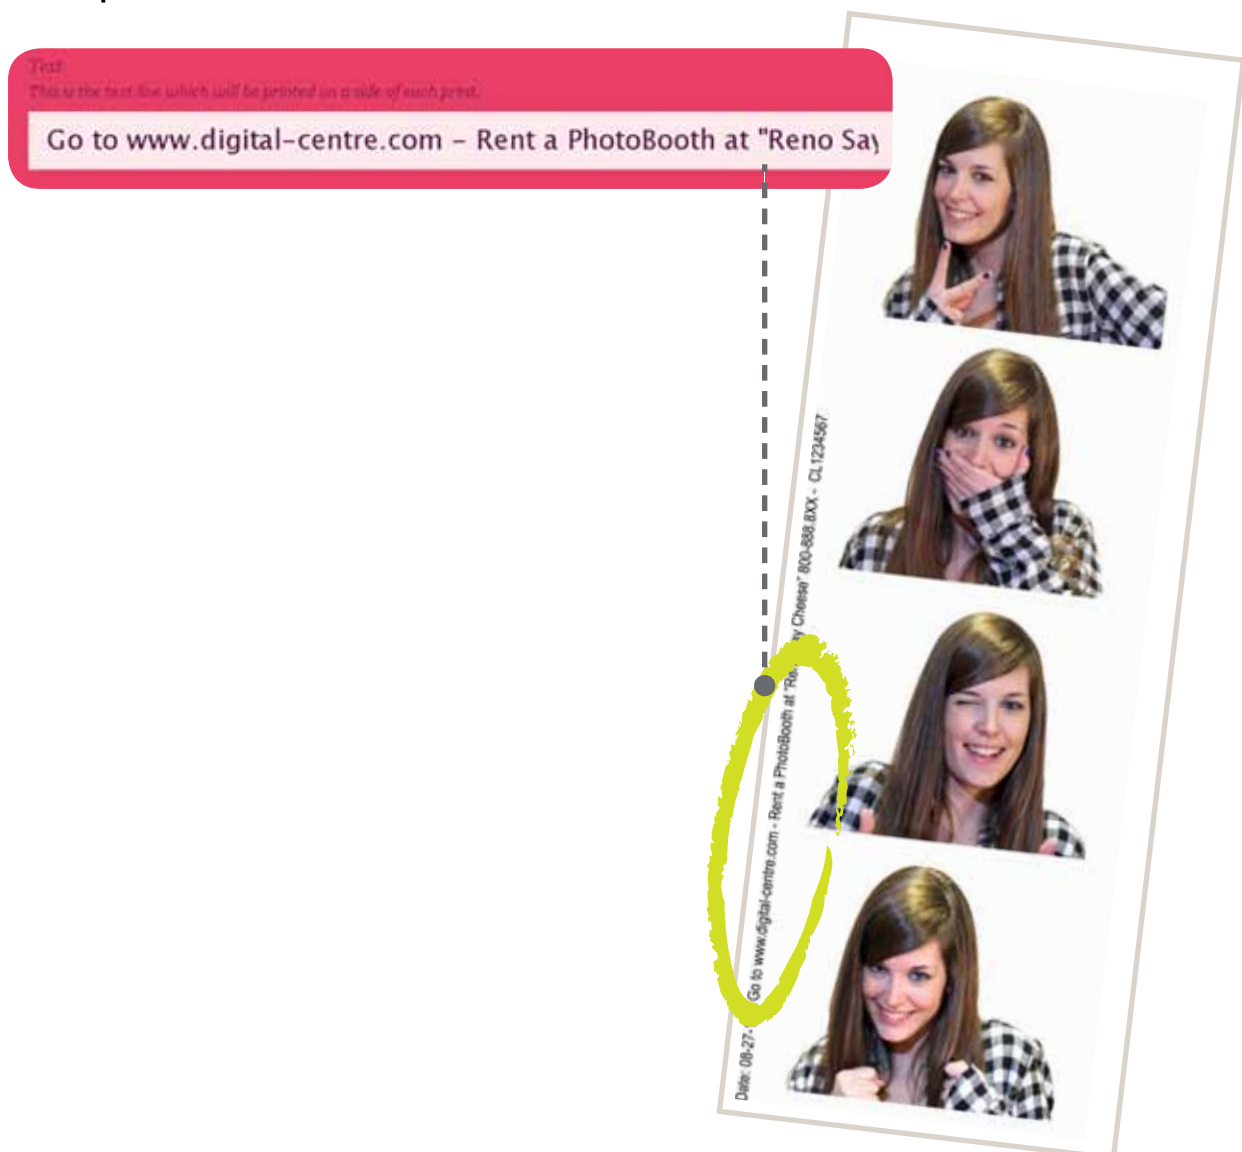 Text
This is the text line which will be printed on a side of each print.
Go to www.digital-centre.com – Rent a PhotoBooth at "Reno Say
Date: 08-27- Go to www.digital-centre.com - Rent a PhotoBooth at "Re ay Cheese" 800-888.8XX - CL1234567